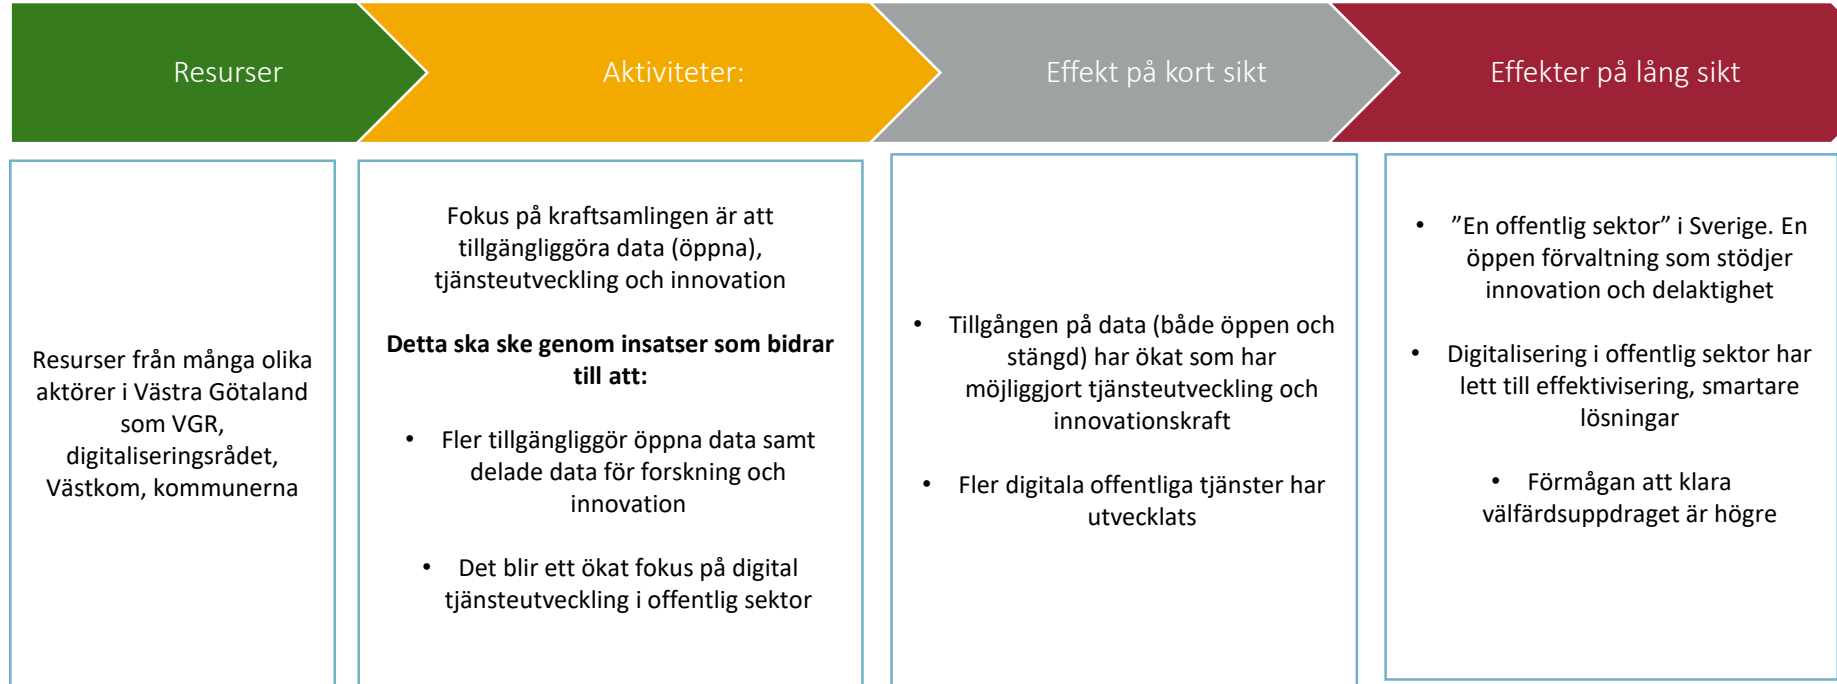 Resurser
Aktiviteter:
Effekt på kort sikt
Effekter på lång sikt
Resurser från många olika
aktörer i Västra Götaland
som VGR,
digitaliseringsrådet,
Västkom, kommunerna
Fokus på kraftsamlingen är att
tillgängliggöra data (öppna),
tjänsteutveckling och innovation
Detta ska ske genom insatser som bidrar
till att:
• Fler tillgängliggör öppna data samt
delade data för forskning och
innovation
• Det blir ett ökat fokus på digital
tjänsteutveckling i offentlig sektor
• Tillgången på data (både öppen och
stängd) har ökat som har
möjliggjort tjänsteutveckling och
innovationskraft
• Fler digitala offentliga tjänster har
utvecklats
• ”En offentlig sektor” i Sverige. En
öppen förvaltning som stödjer
innovation och delaktighet
• Digitalisering i offentlig sektor har
lett till effektivisering, smartare
lösningar
• Förmågan att klara
välfärdsuppdraget är högre